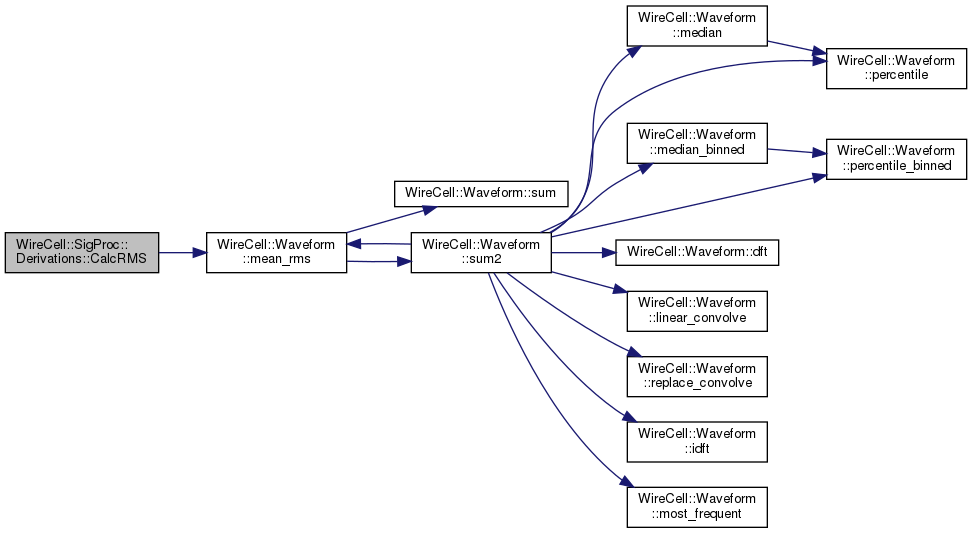 WireCell::SigProc::
Derivations::CalcRMS
WireCell::Waveform
::mean_rms
WireCell::Waveform::sum
WireCell::Waveform
::sum2
WireCell::Waveform
::median
WireCell::Waveform
::percentile
WireCell::Waveform
::median_binned
WireCell::Waveform
::percentile_binned
WireCell::Waveform::dft
WireCell::Waveform
::linear_convolve
WireCell::Waveform
::replace_convolve
WireCell::Waveform
::idft
WireCell::Waveform
::most_frequent